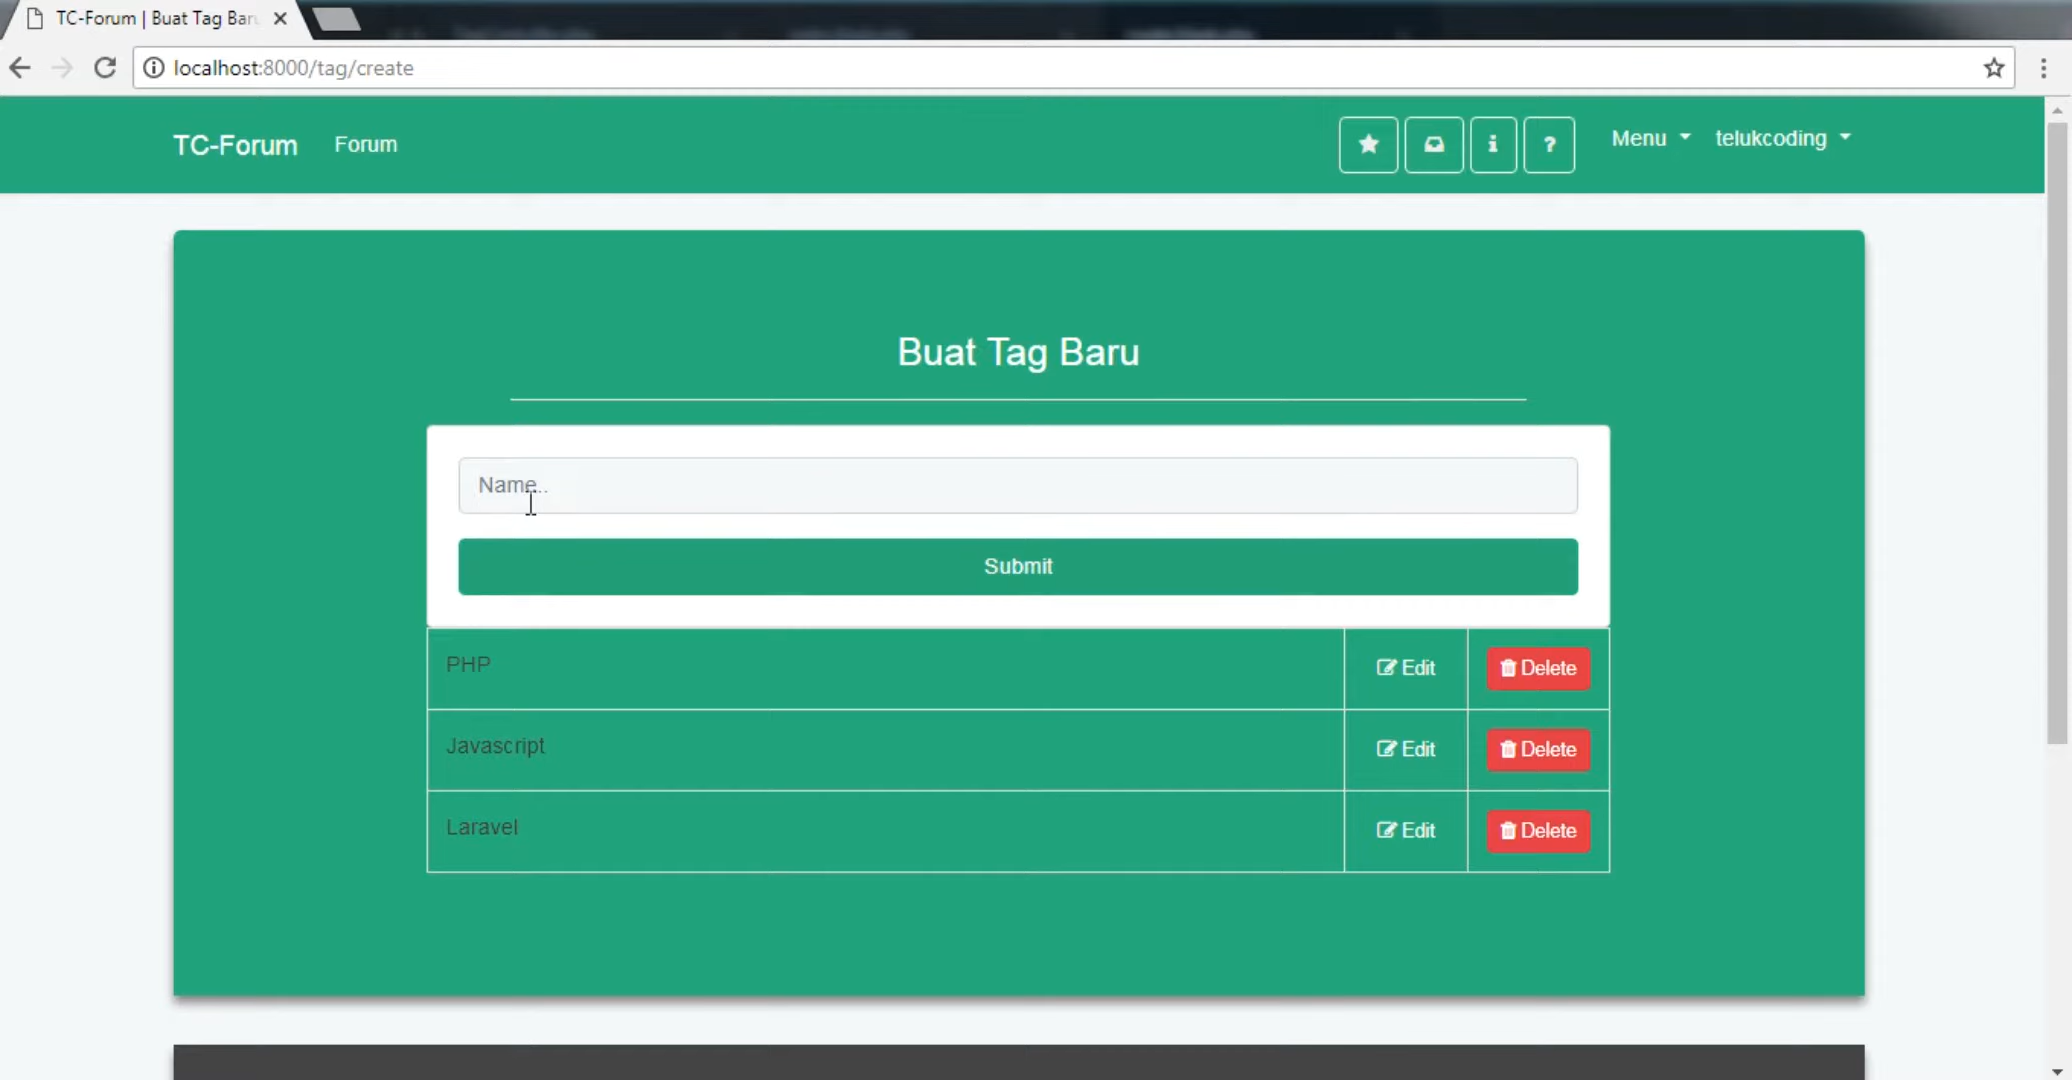 TC-Forum | Buat Tag Bar
localhost:8000/tag/create
TC-Forum Forum Menu telukcoding
Buat Tag Baru
Name..
Submit
PHP Edit Delete
Javascript Edit Delete
Laravel Edit Delete